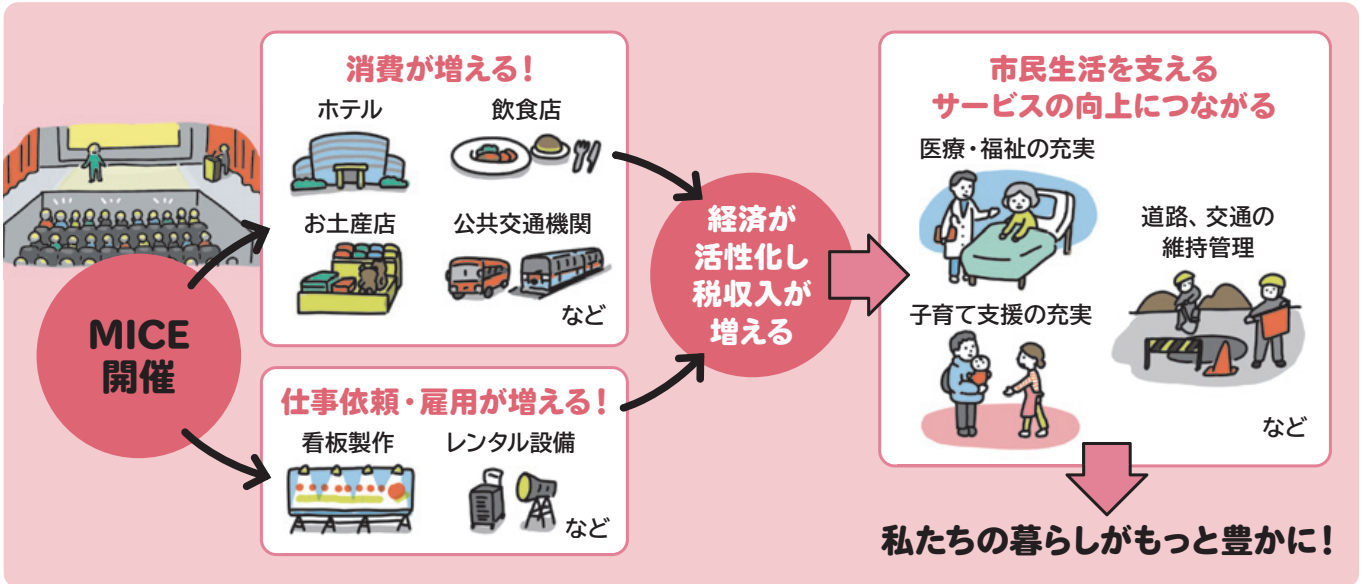 MICE
開催
消費が増える！
ホテル
飲食店
お土産店
公共交通機関
など
仕事依頼・雇用が増える！
看板製作
レンタル設備
など
経済が
活性化し
税収入が
増える
市民生活を支える
サービスの向上につながる
医療・福祉の充実
道路、交通の
維持管理
子育て支援の充実
など
私たちの暮らしがもっと豊かに！